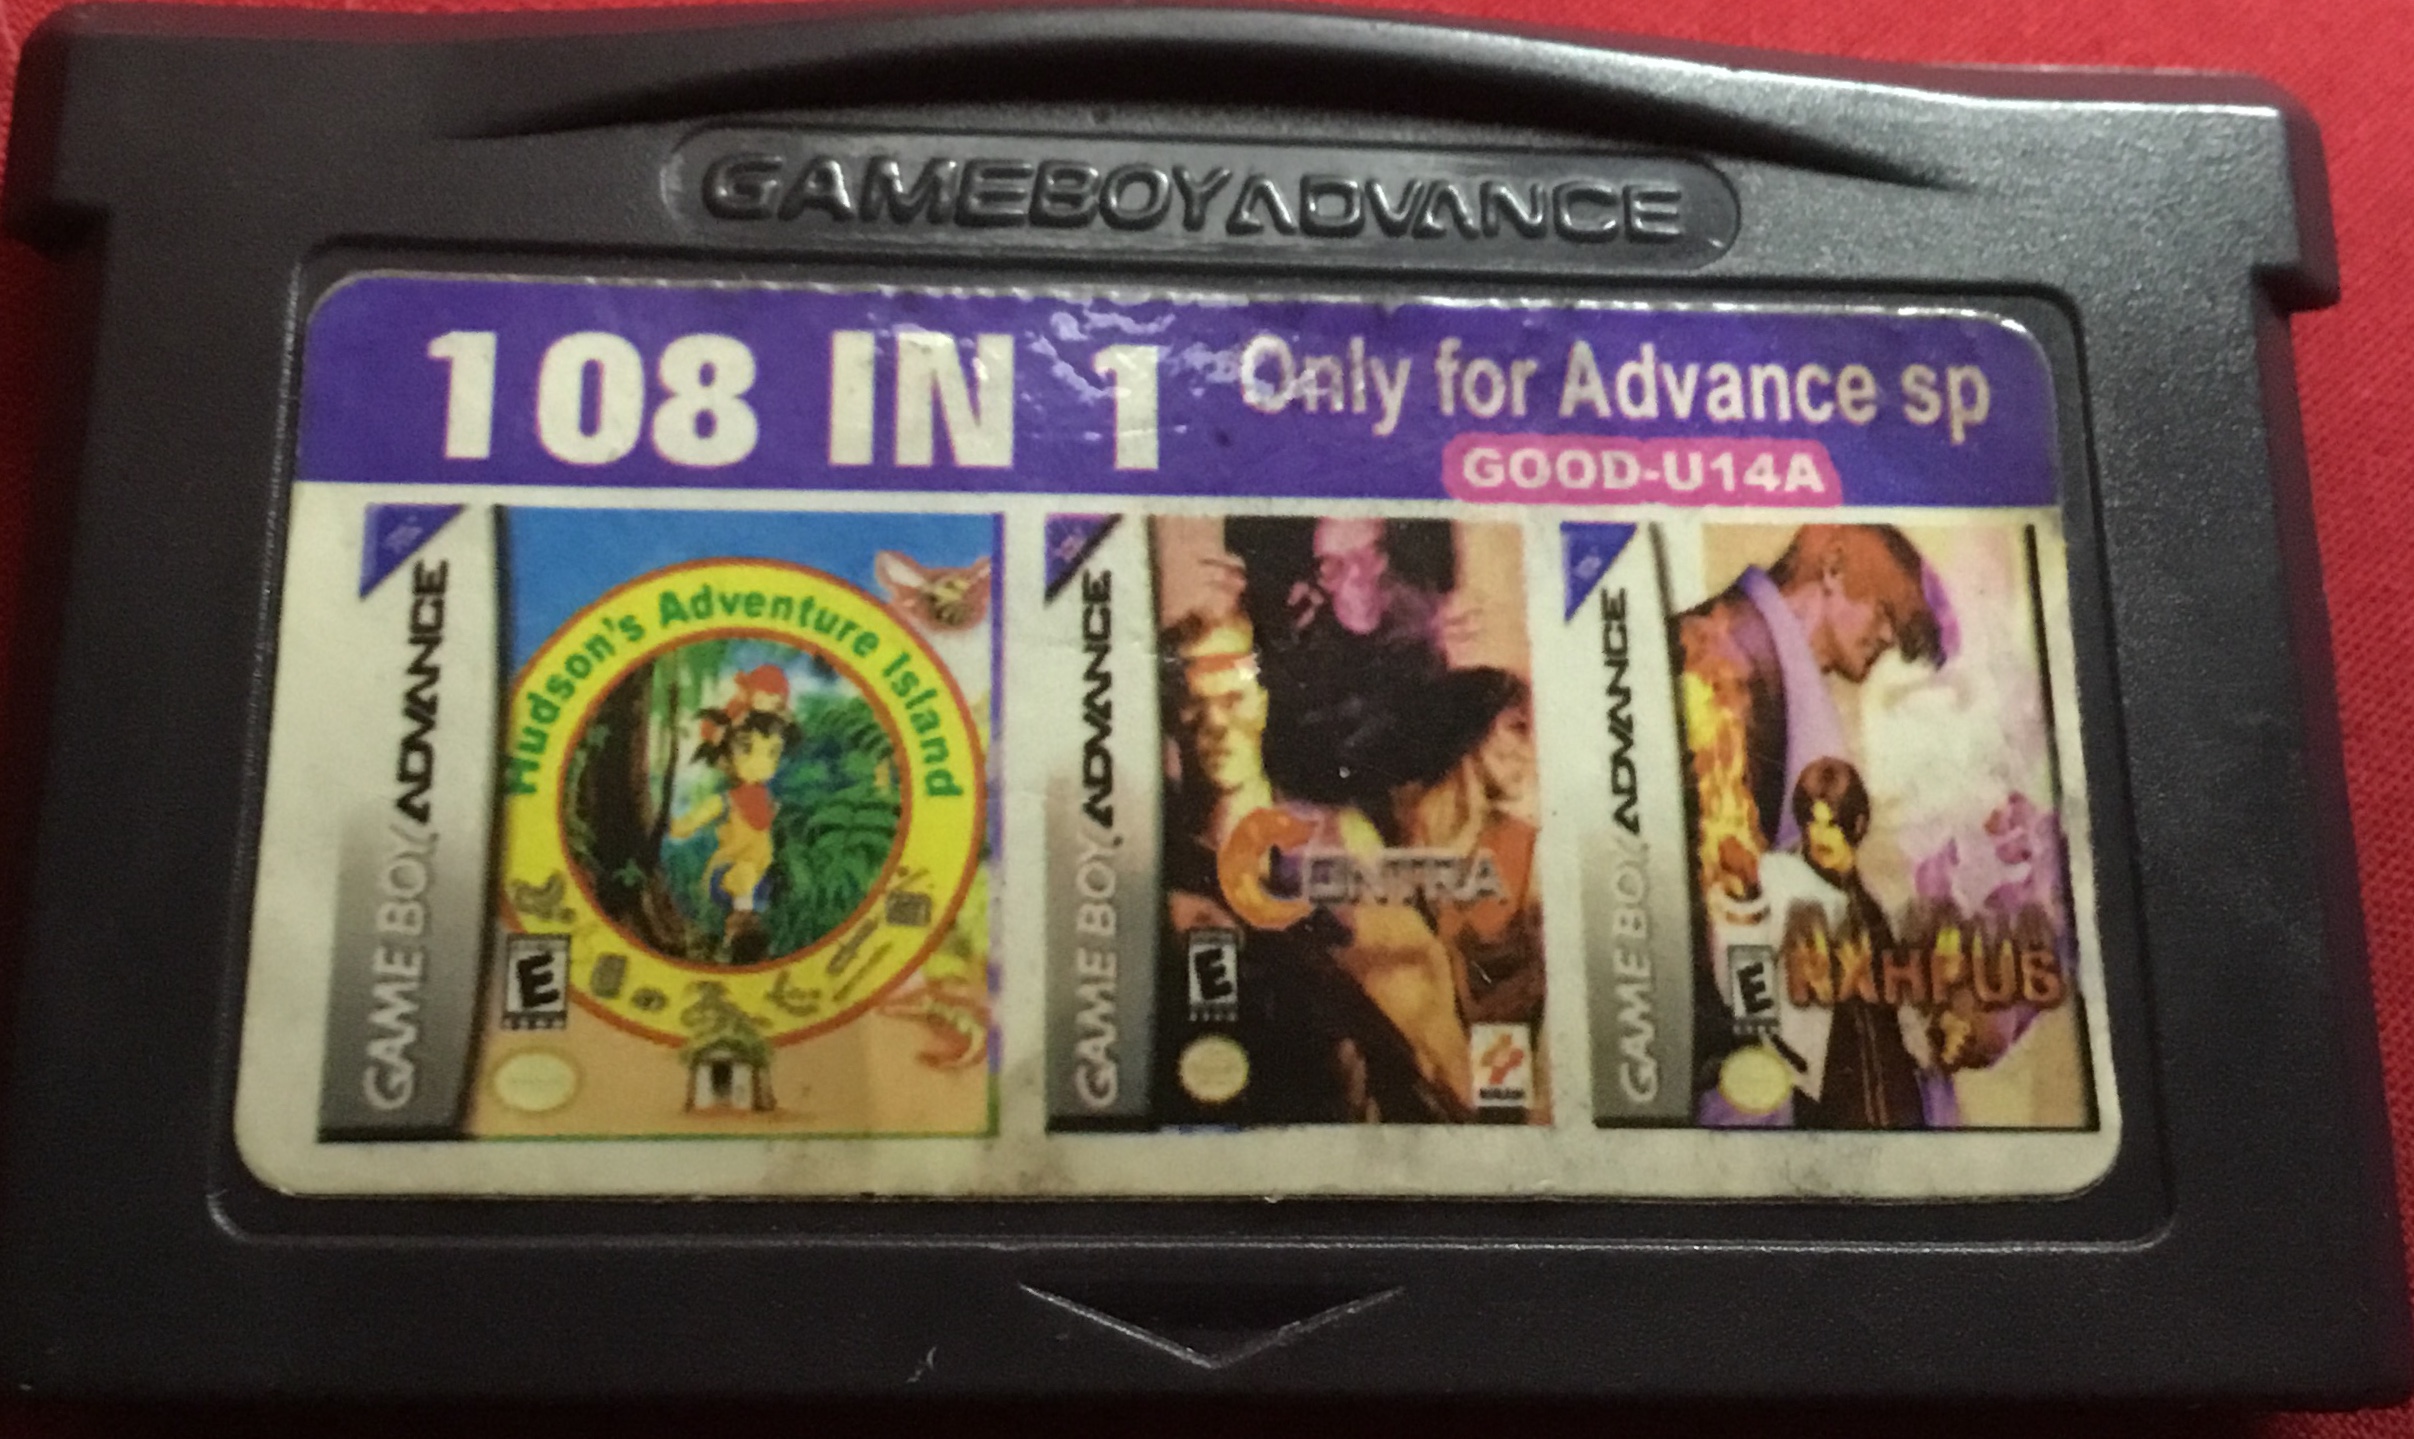 GAMEBOYADVANCE
108 IN 1 Only for Advance sp
GOOD-U14A
GAME BOY ADVANCE
Hudson's Adventure Island
E
GAME BOY ADVANCE
CONTRA
E
GAME BOY ADVANCE
E